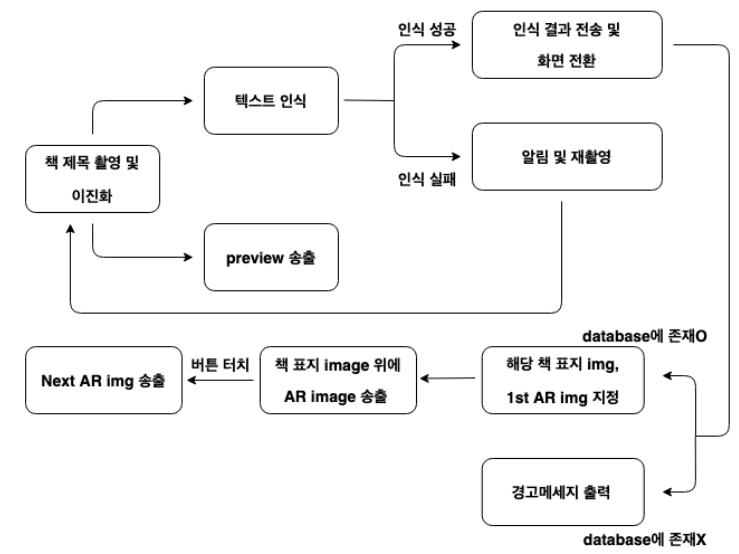 인식 성공
인식 결과 전송 및
화면 전환
텍스트 인식
책 제목 촬영 및
이진화
알림 및 재촬영
인식 실패
preview 송출
database에 존재O
해당 책 표지 img,
1st AR img 지정
책 표지 image 위에
AR image 송출
버튼 터치
Next AR img 송출
경고메세지 출력
database에 존재X